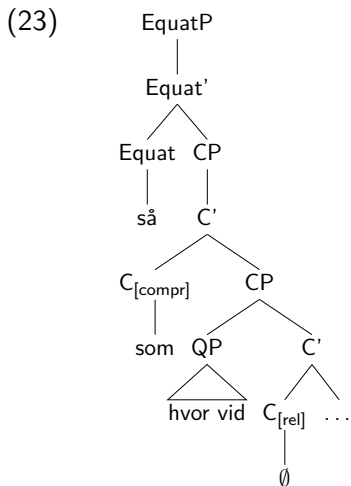 (23) EquatP
Equat'
Equat CP
så C'
C[compr] CP
som QP C'
hvor vid C[rel] ...
∅